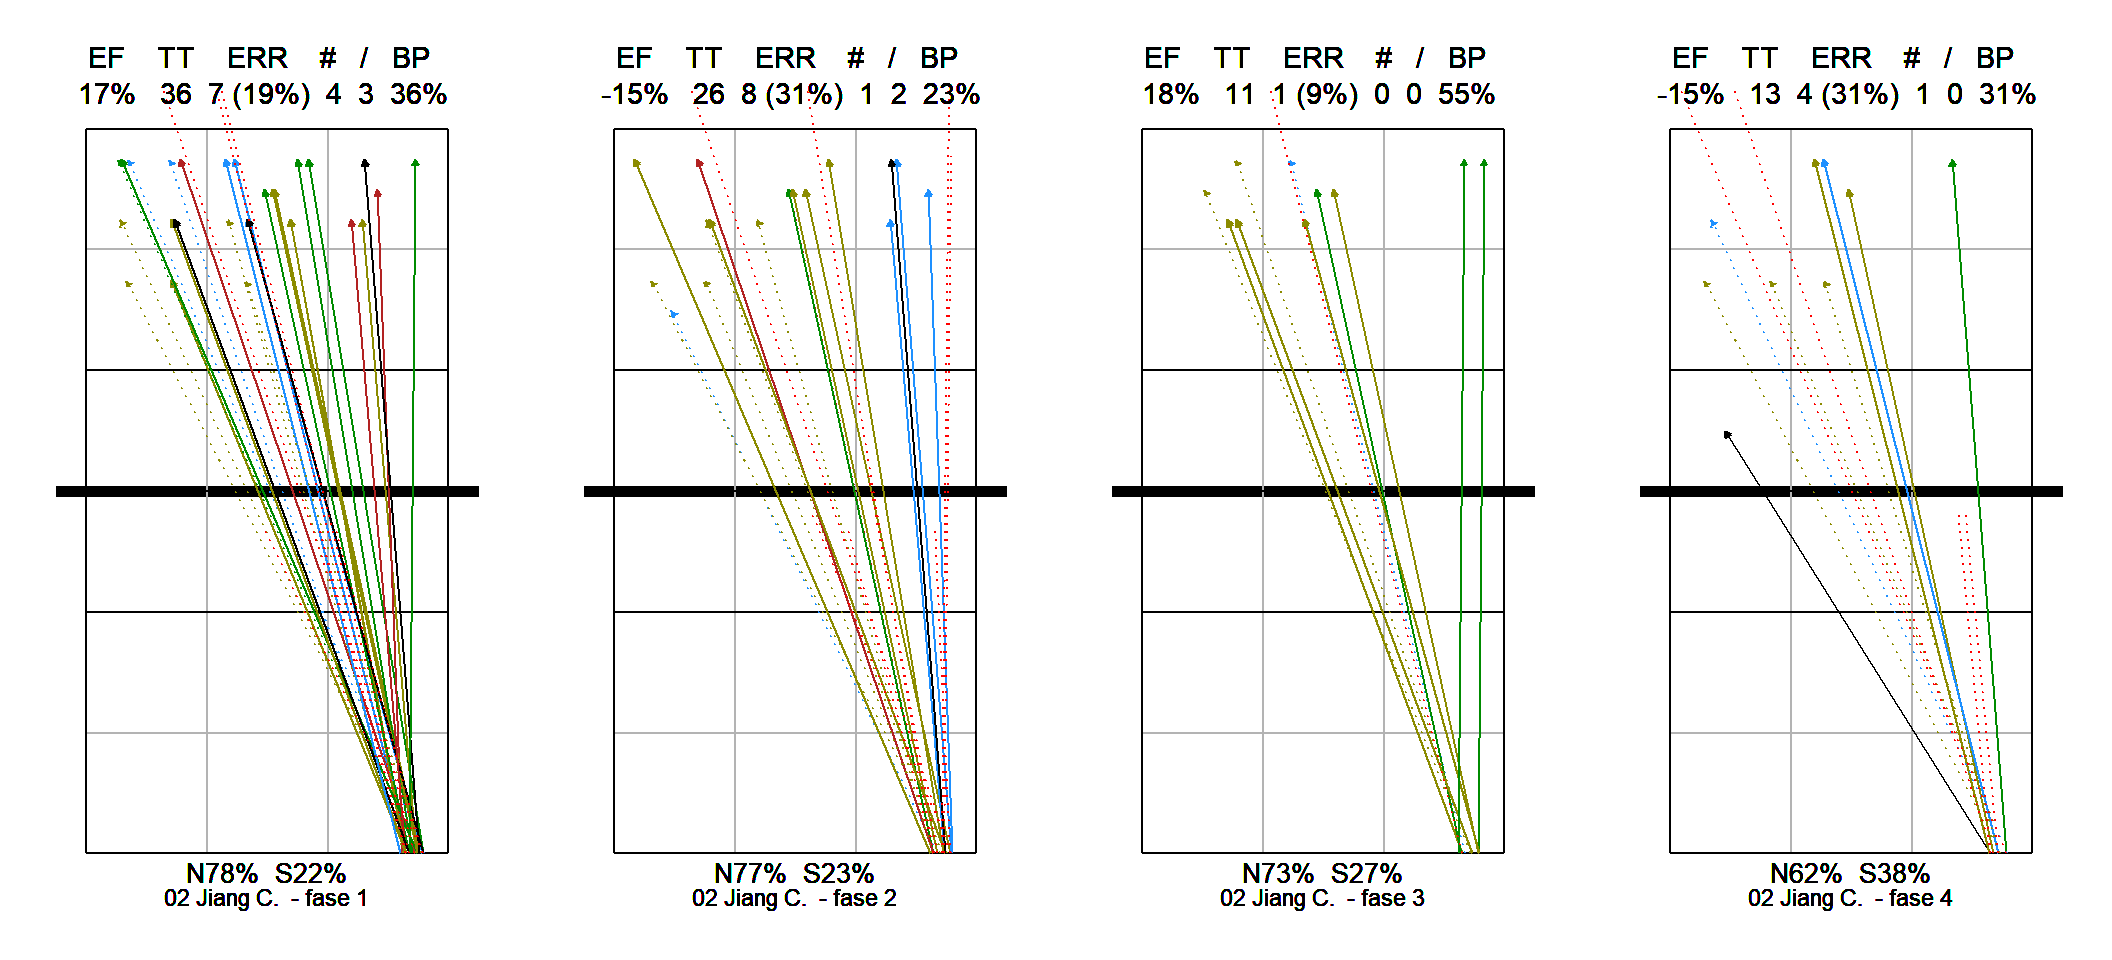 EF TT ERR # / BP
17% 36 7 (19%) 4 3 36%
N78% S22%
02 Jiang C. - fase 1
EF TT ERR # / BP
-15% 26 8 (31%) 1 2 23%
N77% S23%
02 Jiang C. - fase 2
EF TT ERR # / BP
18% 11 1 (9%) 0 0 55%
N73% S27%
02 Jiang C. - fase 3
EF TT ERR # / BP
-15% 13 4 (31%) 1 0 31%
N62% S38%
02 Jiang C. - fase 4